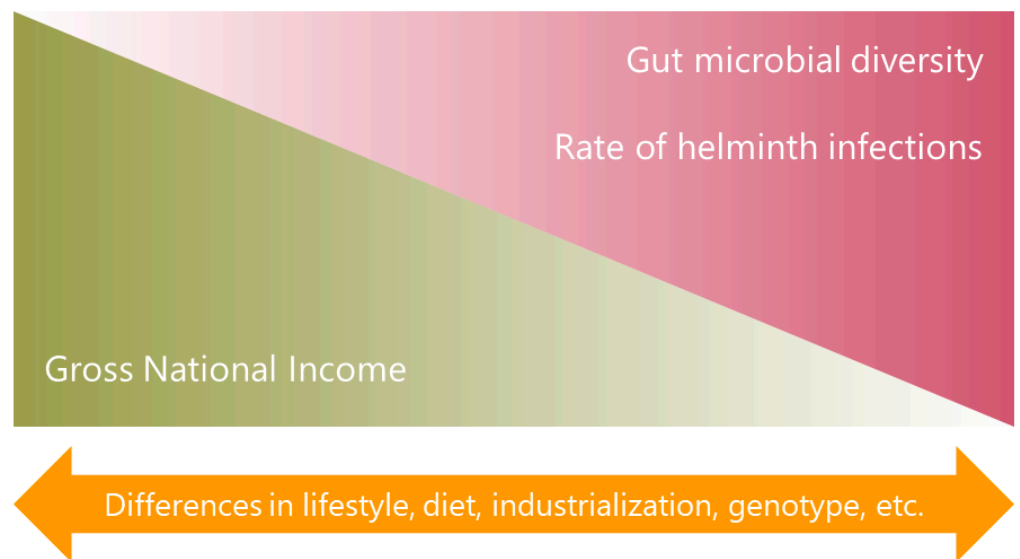 Gut microbial diversity
Rate of helminth infections
Gross National Income
Differences in lifestyle, diet, industrialization, genotype, etc.